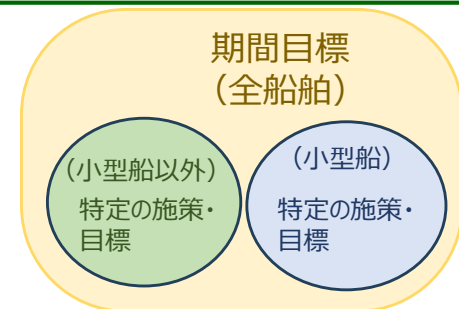 期間目標
（全船舶）
（小型船以外）
特定の施策・
目標
（小型船）
特定の施策・
目標